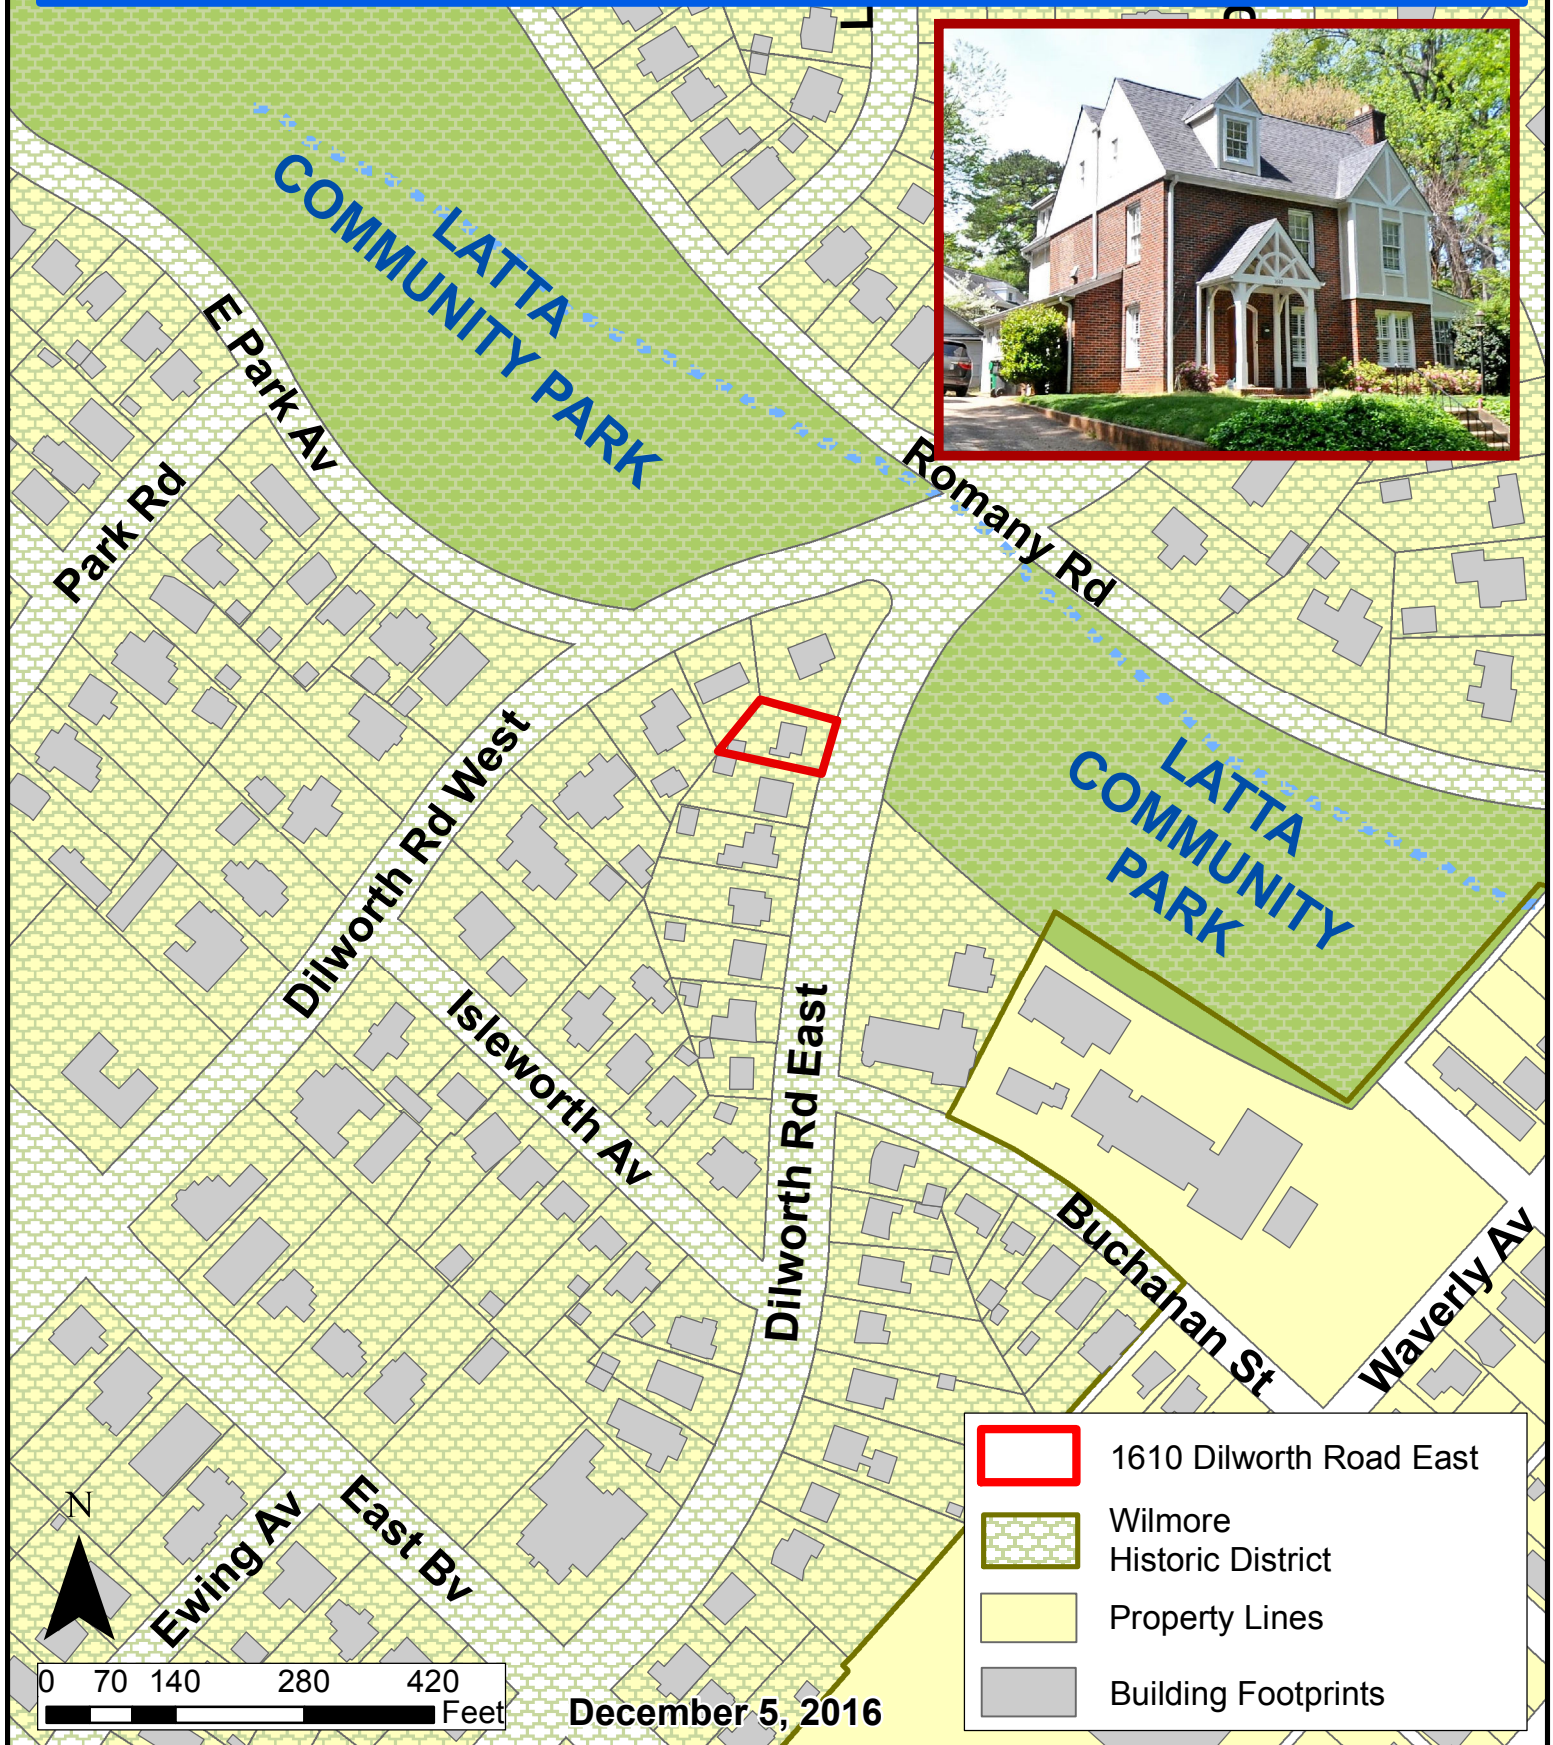 LATTA
COMMUNITY PARK
E Park Av
Park Rd
Romany Rd
Dilworth Rd West
LATTA
COMMUNITY
PARK
Isleworth Av
Dilworth Rd East
Buchanan St
Waverly Av
East Bv
Ewing Av
N
0 70 140 280 420
Feet
December 5, 2016
1610 Dilworth Road East
Wilmore
Historic District
Property Lines
Building Footprints